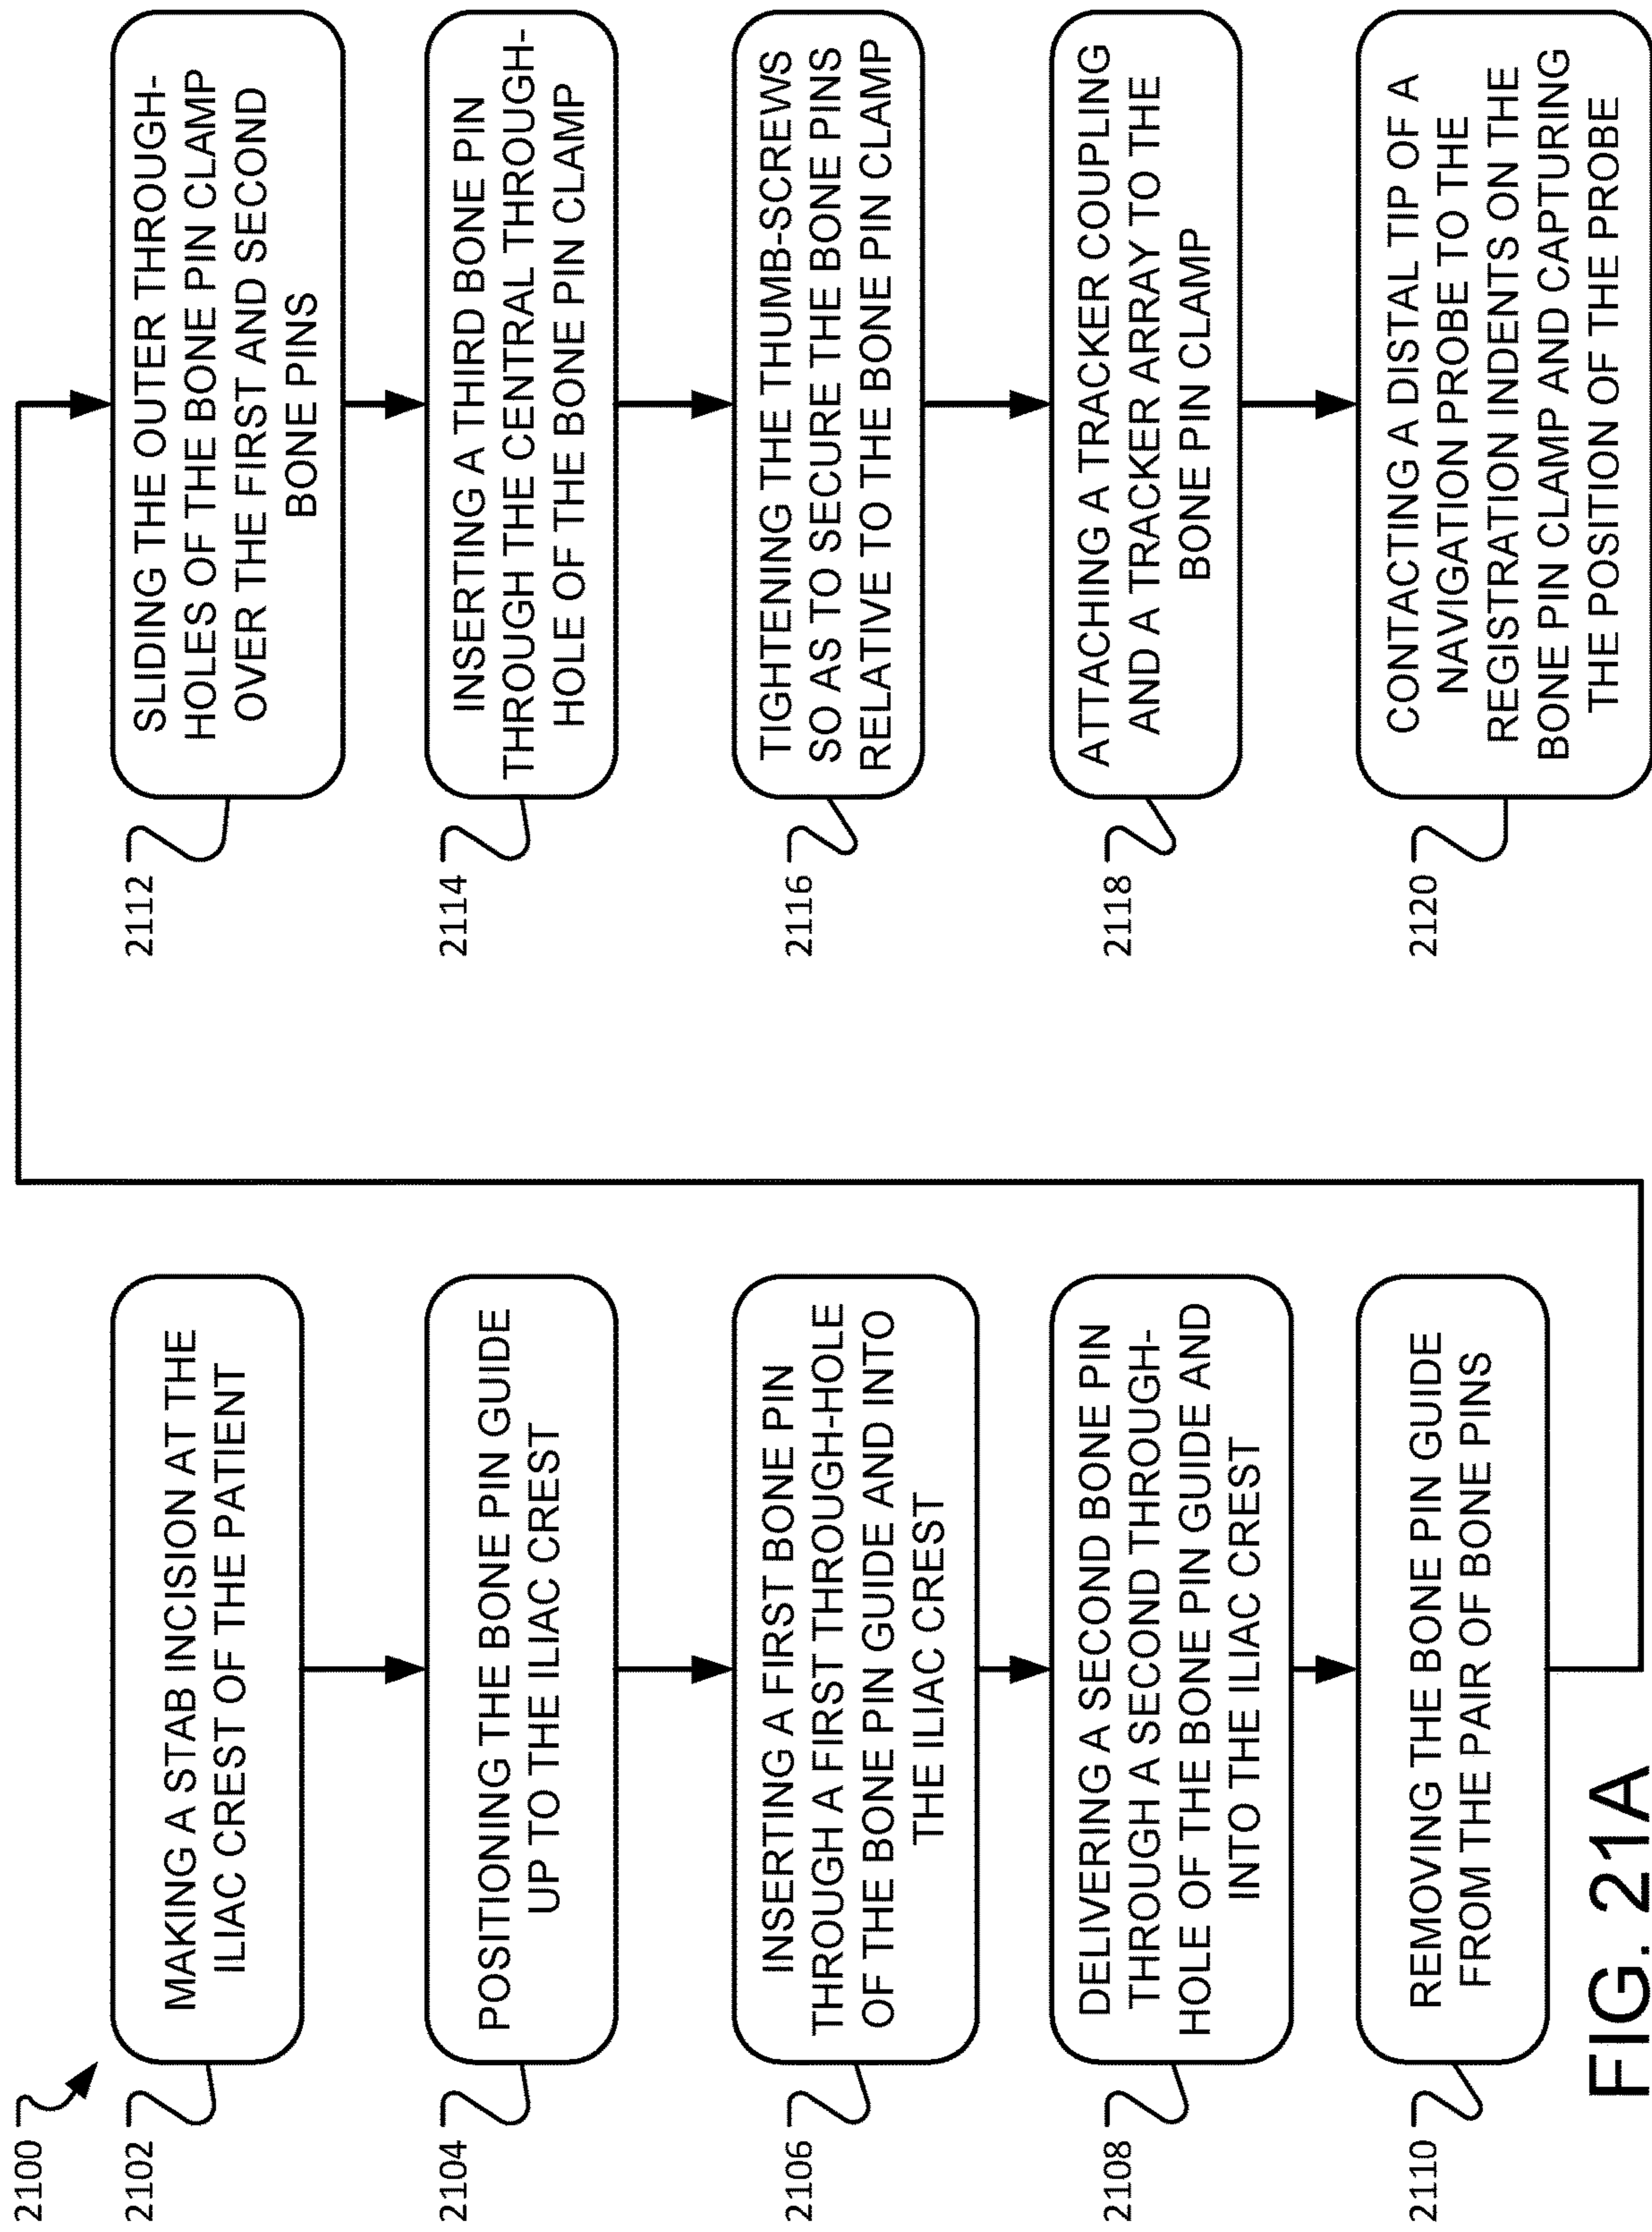 2100
2102
MAKING A STAB INCISION AT THE
ILIAC CREST OF THE PATIENT
2104
POSITIONING THE BONE PIN GUIDE
UP TO THE ILIAC CREST
2106
INSERTING A FIRST BONE PIN
THROUGH A FIRST THROUGH-HOLE
OF THE BONE PIN GUIDE AND INTO
THE ILIAC CREST
2108
DELIVERING A SECOND BONE PIN
THROUGH A SECOND THROUGH-
HOLE OF THE BONE PIN GUIDE AND
INTO THE ILIAC CREST
2110
REMOVING THE BONE PIN GUIDE
FROM THE PAIR OF BONE PINS
2112
SLIDING THE OUTER THROUGH-
HOLES OF THE BONE PIN CLAMP
OVER THE FIRST AND SECOND
BONE PINS
2114
INSERTING A THIRD BONE PIN
THROUGH THE CENTRAL THROUGH-
HOLE OF THE BONE PIN CLAMP
2116
TIGHTENING THE THUMB-SCREWS
SO AS TO SECURE THE BONE PINS
RELATIVE TO THE BONE PIN CLAMP
2118
ATTACHING A TRACKER COUPLING
AND A TRACKER ARRAY TO THE
BONE PIN CLAMP
2120
CONTACTING A DISTAL TIP OF A
NAVIGATION PROBE TO THE
REGISTRATION INDENTS ON THE
BONE PIN CLAMP AND CAPTURING
THE POSITION OF THE PROBE
FIG. 21A